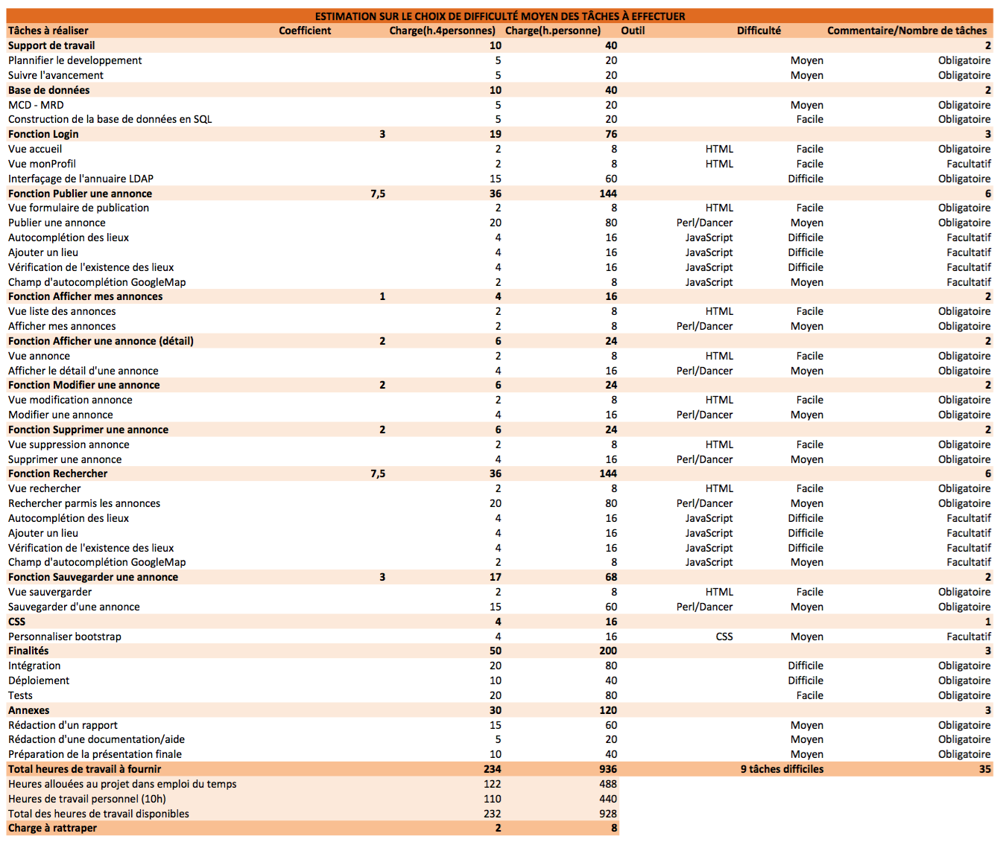 ESTIMATION SUR LE CHOIX DE DIFFICULTÉ MOYEN DES TÂCHES À EFFECTUER
Tâches à réaliser Coefficient Charge(h.4personnes) Charge(h.personne) Outil Difficulté Commentaire/Nombre de tâches
Support de travail 10 40 2
Plannifier le developpement 5 20 Moyen Obligatoire
Suivre l'avancement 5 20 Moyen Obligatoire
Base de données 10 40 2
MCD - MRD 5 20 Moyen Obligatoire
Construction de la base de données en SQL 5 20 Facile Obligatoire
Fonction Login 3 19 76 3
Vue accueil 2 8 HTML Facile Obligatoire
Vue monProfil 2 8 HTML Facile Facultatif
Interfaçage de l'annuaire LDAP 15 60 Difficile Obligatoire
Fonction Publier une annonce 7,5 36 144 6
Vue formulaire de publication 2 8 HTML Facile Obligatoire
Publier une annonce 20 80 Perl/Dancer Moyen Obligatoire
Autocomplétion des lieux 4 16 JavaScript Difficile Facultatif
Ajouter un lieu 4 16 JavaScript Difficile Facultatif
Vérification de l'existence des lieux 4 16 JavaScript Difficile Facultatif
Champ d'autocomplétion GoogleMap 2 8 JavaScript Moyen Facultatif
Fonction Afficher mes annonces 1 4 16 2
Vue liste des annonces 2 8 HTML Facile Obligatoire
Afficher mes annonces 2 8 Perl/Dancer Moyen Obligatoire
Fonction Afficher une annonce (détail) 2 6 24 2
Vue annonce 2 8 HTML Facile Obligatoire
Afficher le détail d'une annonce 4 16 Perl/Dancer Moyen Obligatoire
Fonction Modifier une annonce 2 6 24 2
Vue modification annonce 2 8 HTML Facile Obligatoire
Modifier une annonce 4 16 Perl/Dancer Moyen Obligatoire
Fonction Supprimer une annonce 2 6 24 2
Vue suppression annonce 2 8 HTML Facile Obligatoire
Supprimer une annonce 4 16 Perl/Dancer Moyen Obligatoire
Fonction Rechercher 7,5 36 144 6
Vue rechercher 2 8 HTML Facile Obligatoire
Rechercher parmis les annonces 20 80 Perl/Dancer Moyen Obligatoire
Autocomplétion des lieux 4 16 JavaScript Difficile Facultatif
Ajouter un lieu 4 16 JavaScript Difficile Facultatif
Vérification de l'existence des lieux 4 16 JavaScript Difficile Facultatif
Champ d'autocomplétion GoogleMap 2 8 JavaScript Moyen Facultatif
Fonction Sauvegarder une annonce 3 17 68 2
Vue sauvergarder 2 8 HTML Facile Obligatoire
Sauvegarder d'une annonce 15 60 Perl/Dancer Moyen Obligatoire
CSS 4 16 1
Personnaliser bootstrap 4 16 CSS Moyen Facultatif
Finalités 50 200 3
Intégration 20 80 Difficile Obligatoire
Déploiement 10 40 Difficile Obligatoire
Tests 20 80 Facile Obligatoire
Annexes 30 120 3
Rédaction d'un rapport 15 60 Moyen Obligatoire
Rédaction d'une documentation/aide 5 20 Moyen Obligatoire
Préparation de la présentation finale 10 40 Moyen Obligatoire
Total heures de travail à fournir 234 936 9 tâches difficiles 35
Heures allouées au projet dans emploi du temps 122 488
Heures de travail personnel (10h) 110 440
Total des heures de travail disponibles 232 928
Charge à rattraper 2 8